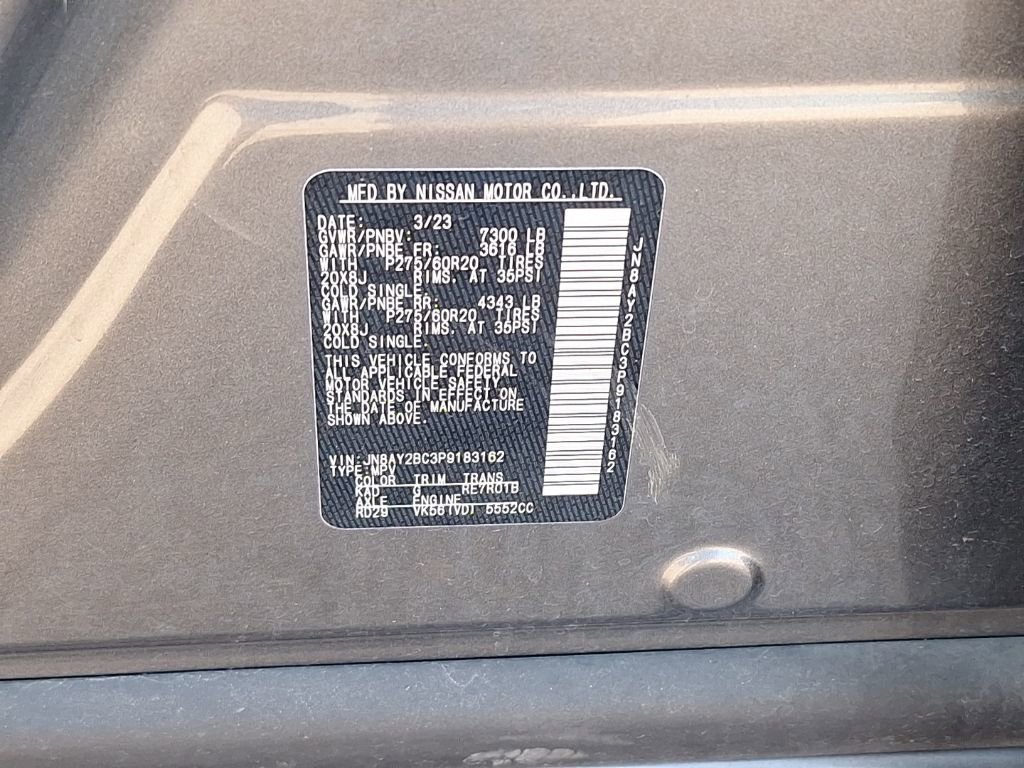 MFD BY NISSAN MOTOR CO.,LTD.
DATE: 3/23
GVWR/PNBV: 7300 LB
GAWR/PNBE FR: 3616 LB
WITH P275/60R20 TIRES
20X8J RIMS. AT 35PSI
COLD SINGLE.
GAWR/PNBE RR: 4343 LB
WITH P275/60R20 TIRES
20X8J RIMS. AT 35PSI
COLD SINGLE.
THIS VEHICLE CONFORMS TO
ALL APPLICABLE FEDERAL
MOTOR VEHICLE SAFETY
STANDARDS IN EFFECT ON
THE DATE OF MANUFACTURE
SHOWN ABOVE.
VIN:JN8AY2BC3P9183162
TYPE:MPV
COLOR TRIM TRANS
KAD G RE7R01B
AXLE ENGINE
RD29 VK56(VD) 5552CC
JN8AY2BC3P9183162